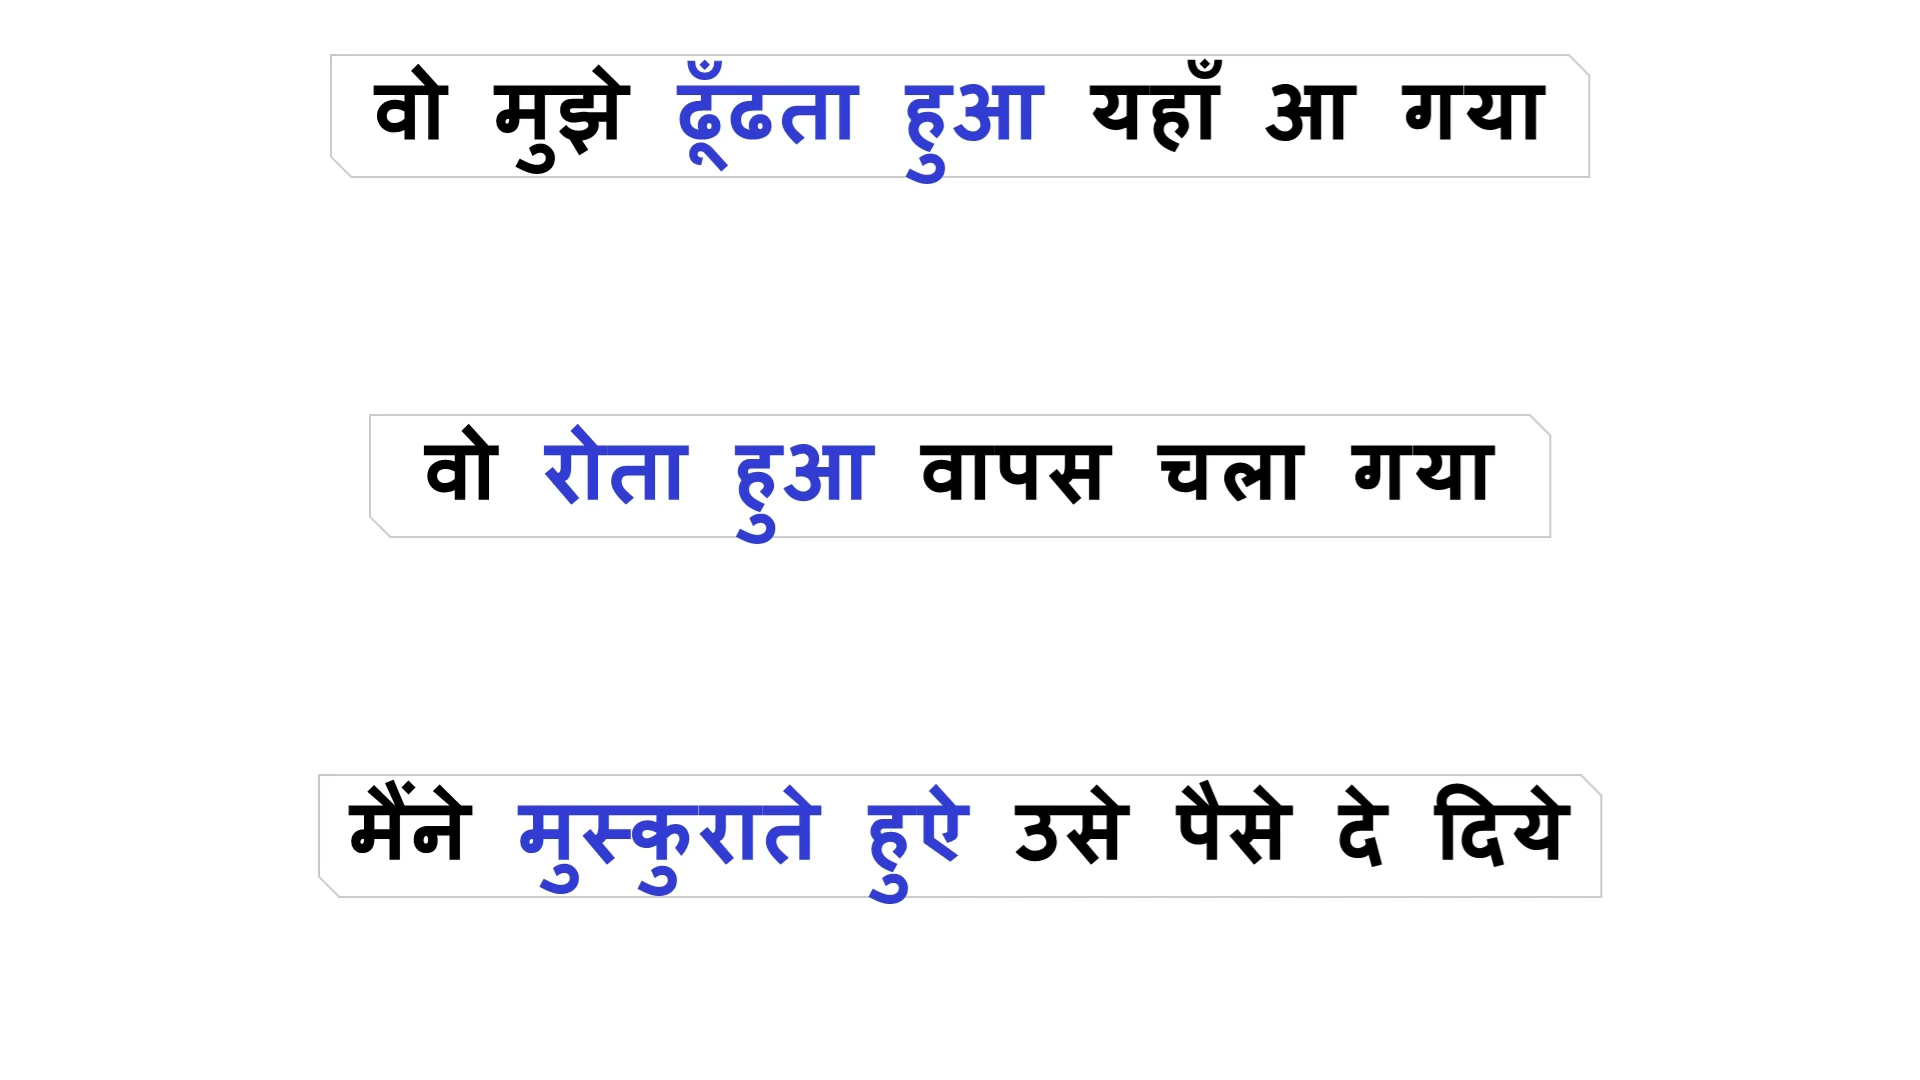 वो मुझे ढूँढता हुआ यहाँ आ गया
वो रोता हुआ वापस चला गया
मैंने मुस्कुराते हुऐ उसे पैसे दे दिये